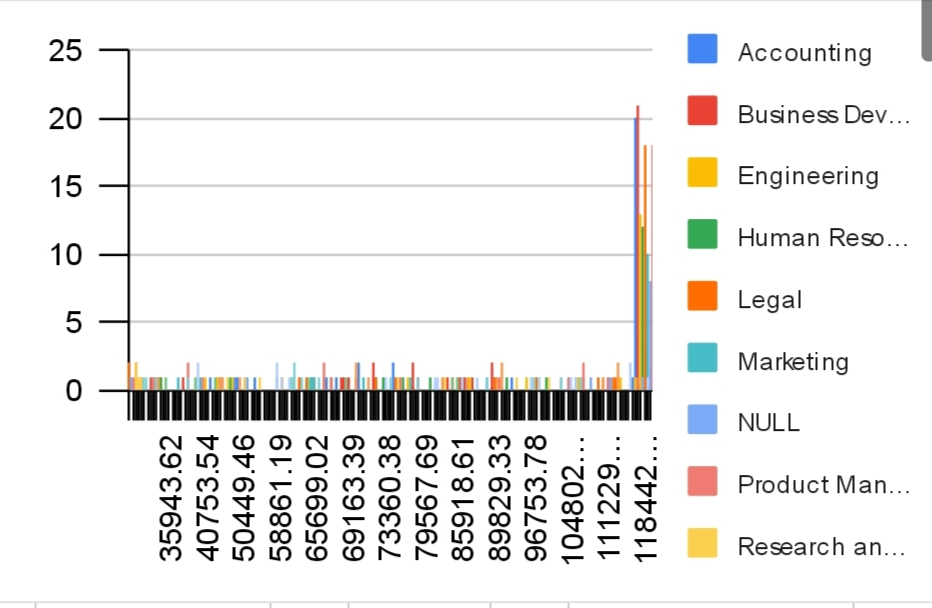 25
20
15
10
5
0
35943.62
40753.54
50449.46
58861.19
65699.02
69163.39
73360.38
79567.69
85918.61
89829.33
96753.78
104802...
111229...
118442...
Accounting
Business Dev...
Engineering
Human Reso...
Legal
Marketing
NULL
Product Man...
Research an...